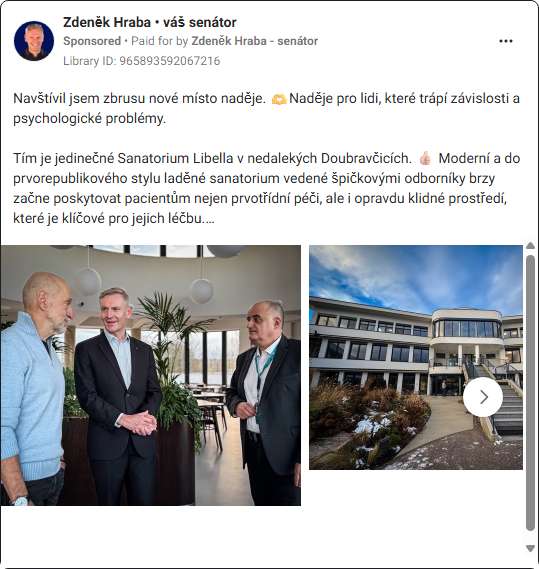 Zdeněk Hraba • váš senátor
Sponsored • Paid for by Zdeněk Hraba - senátor
Library ID: 965893592067216
Navštívil jsem zbrusu nové místo naděje. 🫶 Naděje pro lidi, které trápí závislosti a
psychologické problémy.
Tím je jedinečné Sanatorium Libella v nedalekých Doubravčicích. 👍🏻 Moderní a do
prvorepublikového stylu laděné sanatorium vedené špičkovými odborníky brzy
začne poskytovat pacientům nejen prvotřídní péči, ale i opravdu klidné prostředí,
které je klíčové pro jejich léčbu....